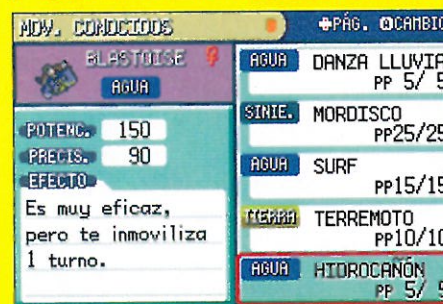 MOV. CONOCIDOS
PÁG. CAMBIO
BLASTOISE ♂
AGUA
POTENC. 150
PRECIS. 90
EFECTO
Es muy eficaz,
pero te inmoviliza
1 turno.
AGUA DANZA LLUVIA
PP 5/ 5
SINIE. MORDISCO
PP25/25
AGUA SURF
PP15/15
TIERRA TERREMOTO
PP10/10
AGUA HIDROCAÑÓN
PP 5/ 5